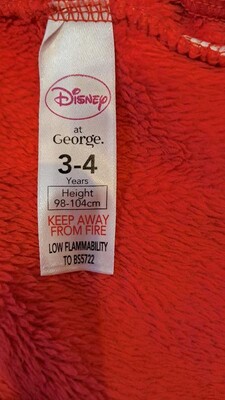 Disney
at
George.
3-4
Years
Height
98-104cm
KEEP AWAY
FROM FIRE
LOW FLAMMABILITY
TO BS5722